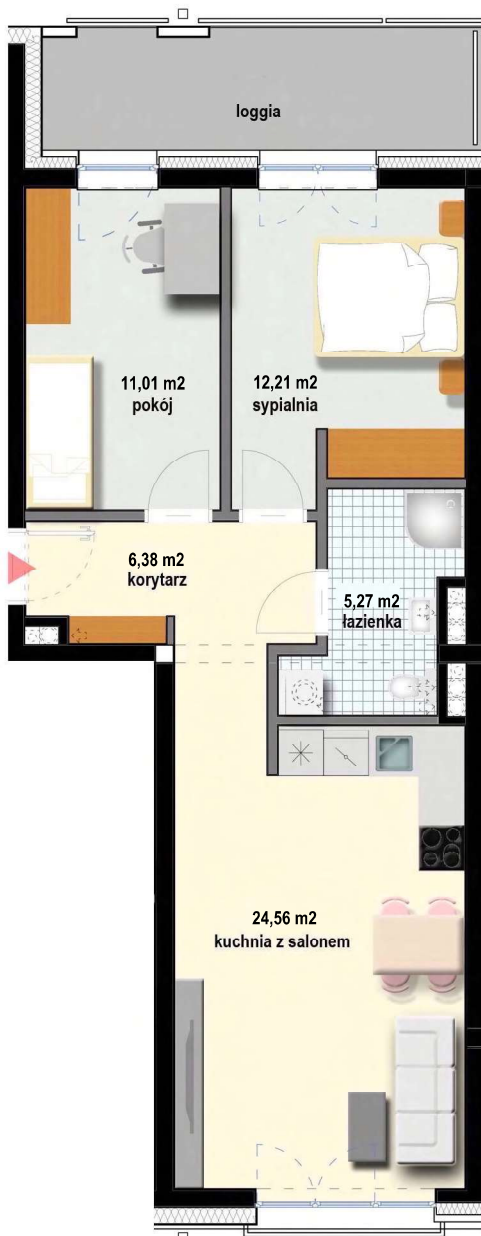 loggia
11,01 m2
pokój
12,21 m2
sypialnia
6,38 m2
korytarz
5,27 m2
łazienka
24,56 m2
kuchnia z salonem